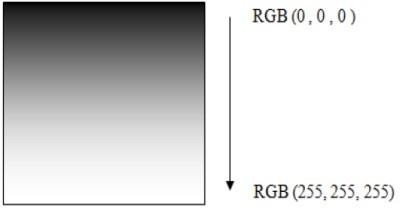 RGB (0 , 0 , 0 )
RGB (255, 255, 255)